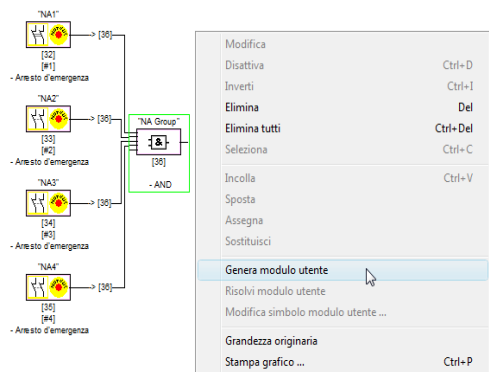 "NA1"
-> [36]
[32]
[#1]
- Arresto d'emergenza
"NA2"
-> [36]
[33]
[#2]
- Arresto d'emergenza
"NA3"
-> [36]
[34]
[#3]
- Arresto d'emergenza
"NA4"
-> [36]
[35]
[#4]
- Arresto d'emergenza
"NA Group"
&
[36]
- AND
Modifica
Disattiva Ctrl+D
Inverti Ctrl+I
Elimina Del
Elimina tutti Ctrl+Del
Seleziona Ctrl+C
Incolla Ctrl+V
Sposta
Assegna
Sostituisci
Genera modulo utente
Risolvi modulo utente
Modifica simbolo modulo utente ...
Grandezza originaria
Stampa grafico ... Ctrl+P